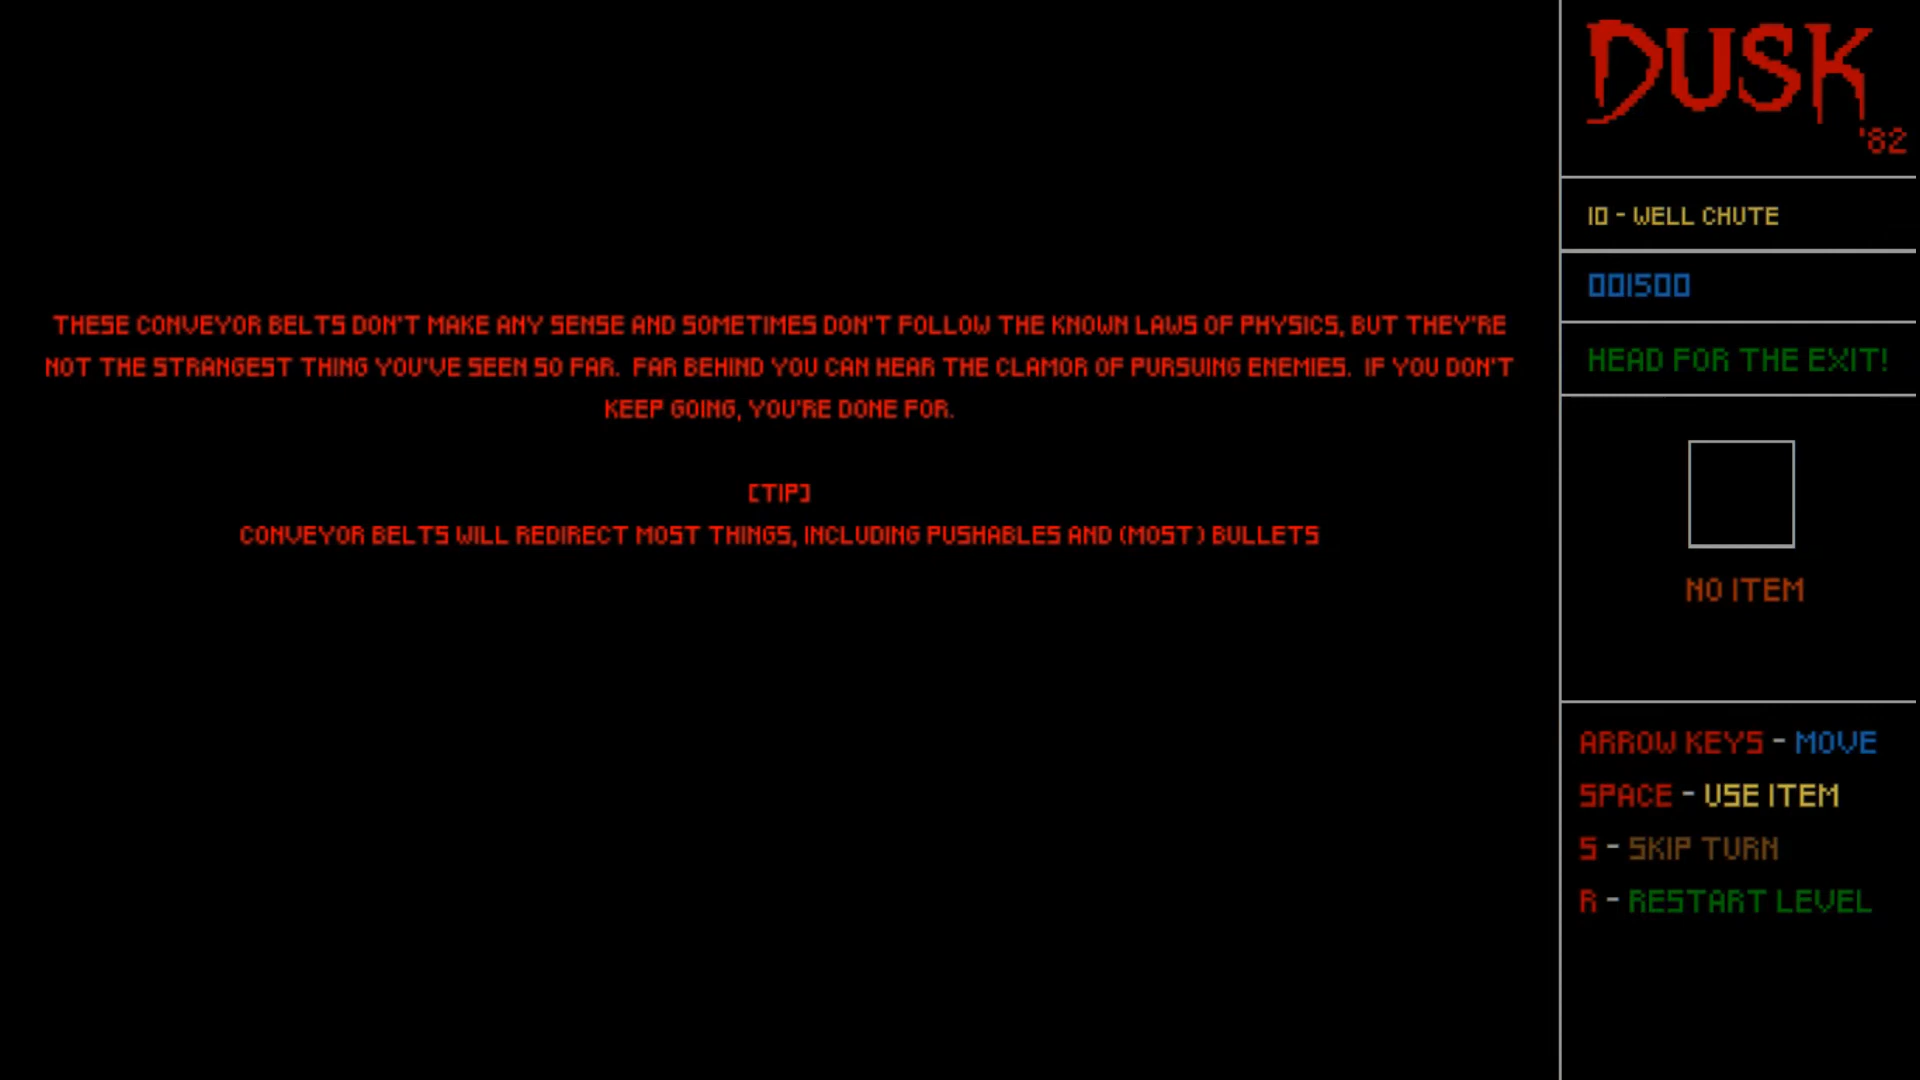 THESE CONVEYOR BELTS DON'T MAKE ANY SENSE AND SOMETIMES DON'T FOLLOW THE KNOWN LAWS OF PHYSICS, BUT THEY'RE
NOT THE STRANGEST THING YOU'VE SEEN SO FAR.  FAR BEHIND YOU CAN HEAR THE CLAMOR OF PURSUING ENEMIES.  IF YOU DON'T
KEEP GOING, YOU'RE DONE FOR.
[TIP]
CONVEYOR BELTS WILL REDIRECT MOST THINGS, INCLUDING PUSHABLES AND (MOST) BULLETS
DUSK
'82
10 - WELL CHUTE
001500
HEAD FOR THE EXIT!
NO ITEM
ARROW KEYS - MOVE
SPACE - USE ITEM
S - SKIP TURN
R - RESTART LEVEL